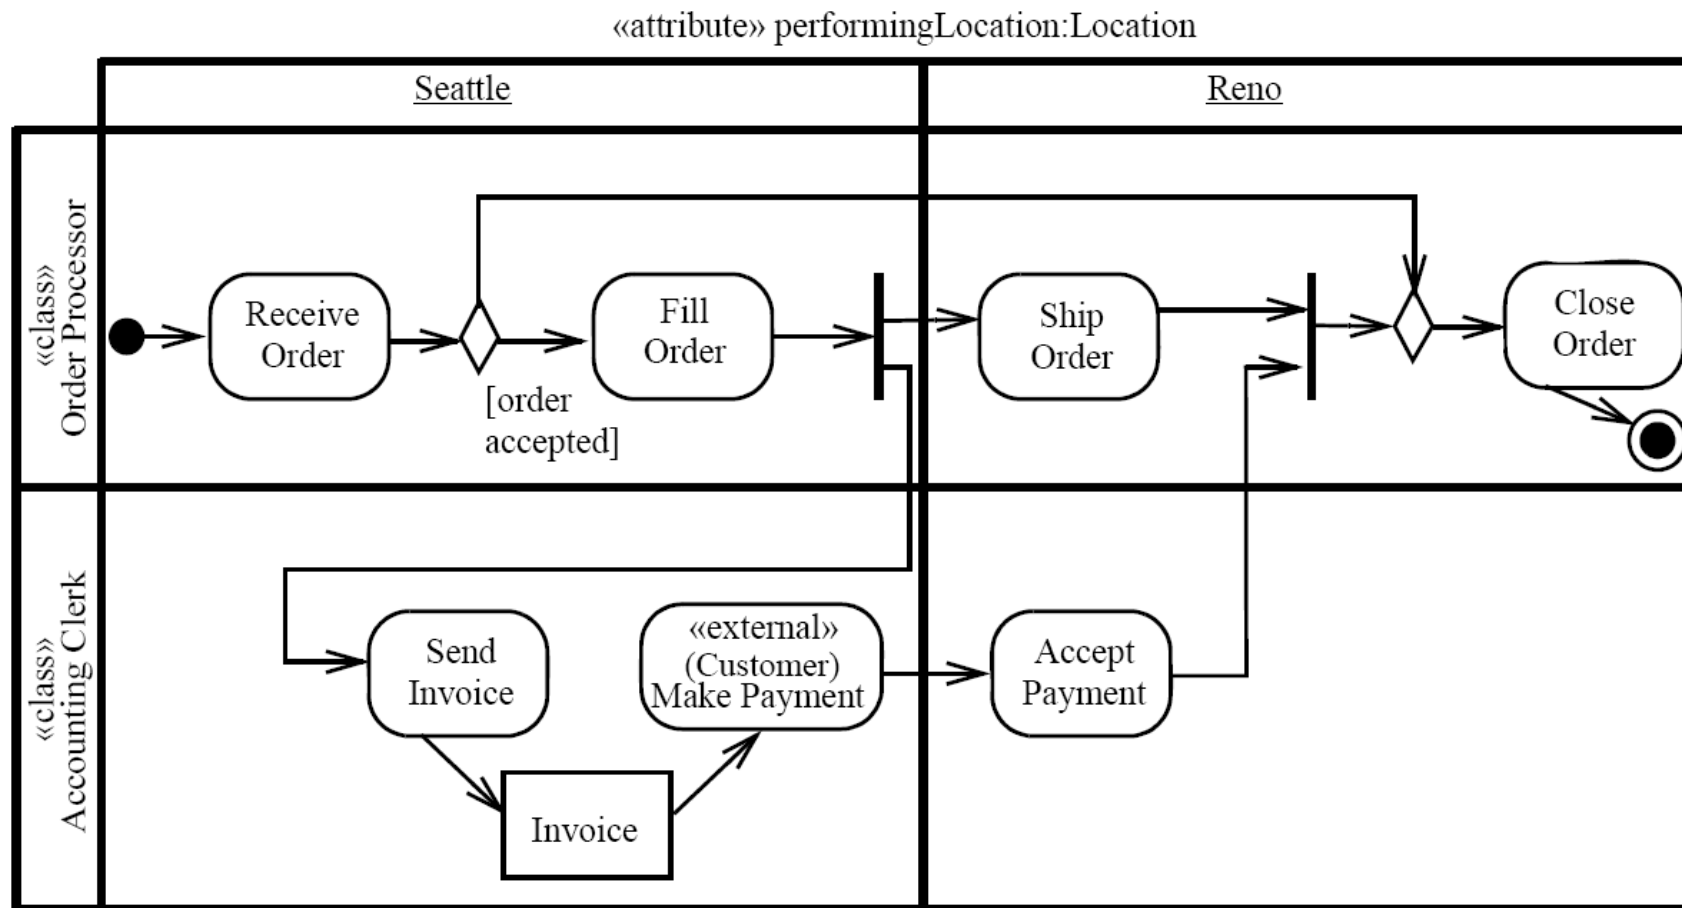 «attribute» performingLocation:Location
Seattle
Reno
«class»
Order Processor
Receive
Order
[order
accepted]
Fill
Order
Ship
Order
Close
Order
«class»
Accounting Clerk
Send
Invoice
Invoice
«external»
(Customer)
Make Payment
Accept
Payment